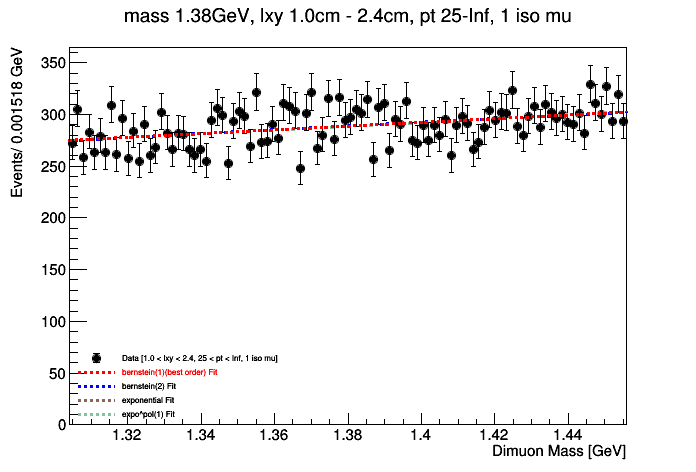 mass 1.38GeV, lxy 1.0cm - 2.4cm, pt 25-Inf, 1 iso mu
Events/ 0.001518 GeV
350
300
250
200
150
100
50
0
Data [1.0 < lxy < 2.4, 25 < pt < Inf, 1 iso mu]
bernstein(1)(best order) Fit
bernstein(2) Fit
exponential Fit
expo*pol(1) Fit
1.32 1.34 1.36 1.38 1.4 1.42 1.44
Dimuon Mass [GeV]